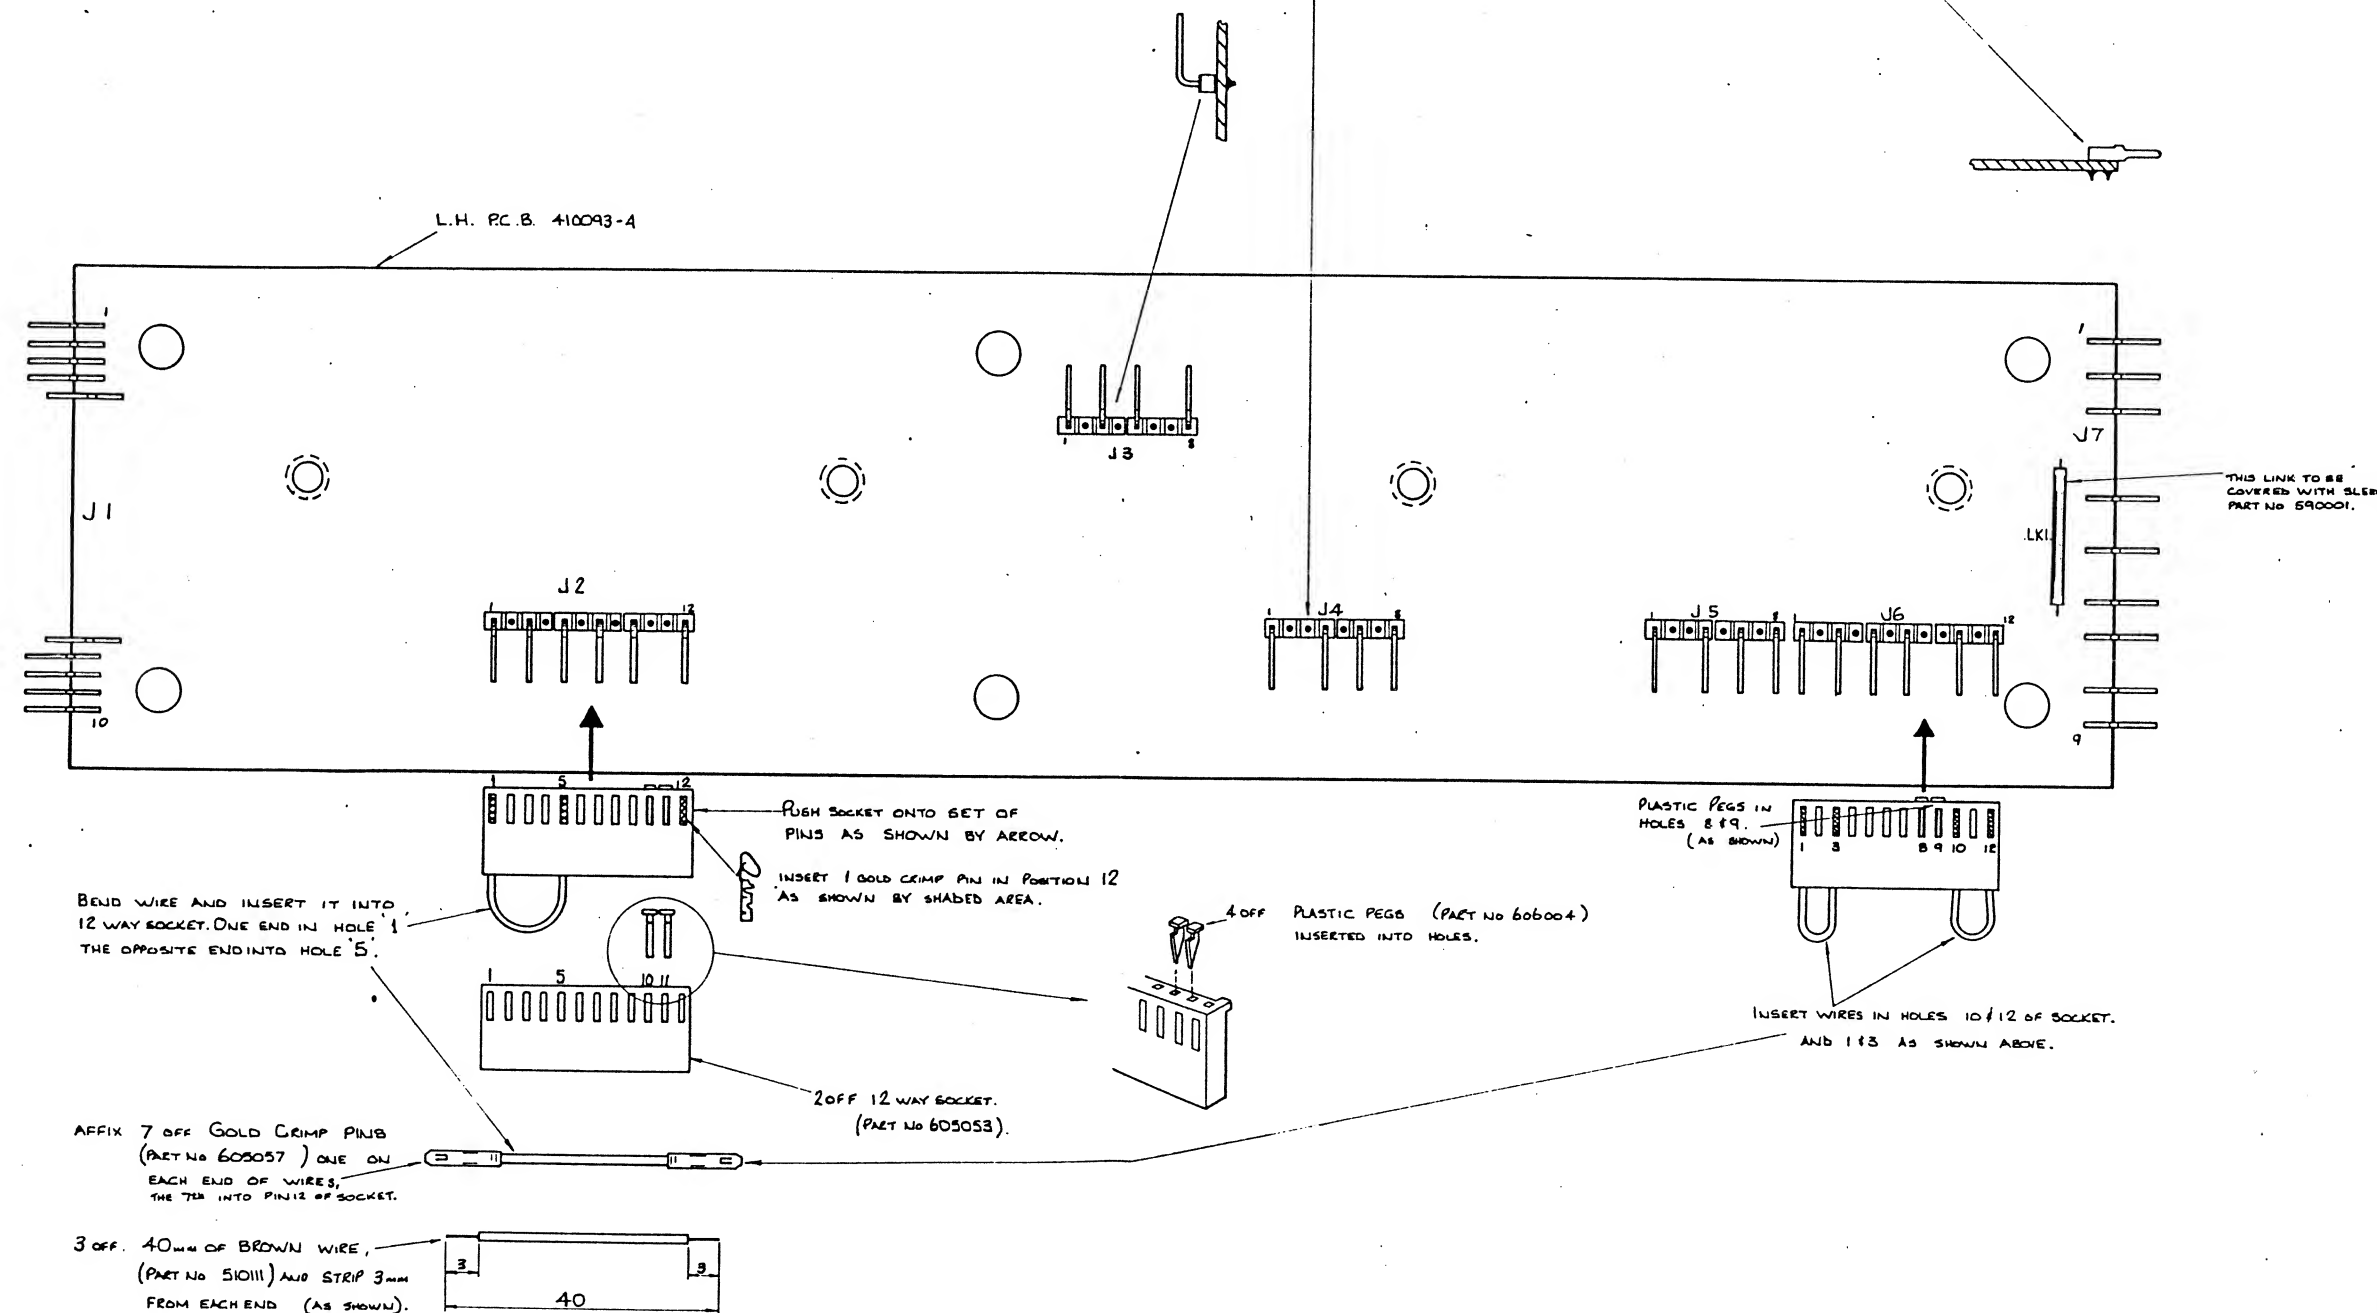 L.H. P.C.B. 410093-4
1
1
J3
1
8
J7
J1
THIS LINK TO BE
COVERED WITH
PART No 590001.
LK1
J2
1
12
J4
1
8
J5
1
8
J6
1
12
10
9
1
5
12
PUSH SOCKET ONTO SET OF
PINS AS SHOWN BY ARROW.
PLASTIC PEGS IN
HOLES 8 & 9.
(AS SHOWN)
1
3
8
9
10
12
INSERT 1 GOLD CRIMP PIN IN POSITION 12
AS SHOWN BY SHADED AREA.
BEND WIRE AND INSERT IT INTO
12 WAY SOCKET. ONE END IN HOLE '1'
THE OPPOSITE END INTO HOLE '5'.
4 OFF PLASTIC PEGS (PART No 606004)
INSERTED INTO HOLES.
1
5
10
11
INSERT WIRES IN HOLES 10 & 12 OF SOCKET.
AND 1 & 3 AS SHOWN ABOVE.
2 OFF 12 WAY SOCKET.
(PART No 605053).
AFFIX 7 OFF GOLD CRIMP PINS
(PART No 605057 ) ONE ON
EACH END OF WIRES,
THE 7th INTO PIN 12 OF SOCKET.
3 OFF. 40mm OF BROWN WIRE,
(PART No 510111) AND STRIP 3mm
FROM EACH END (AS SHOWN).
3
3
40